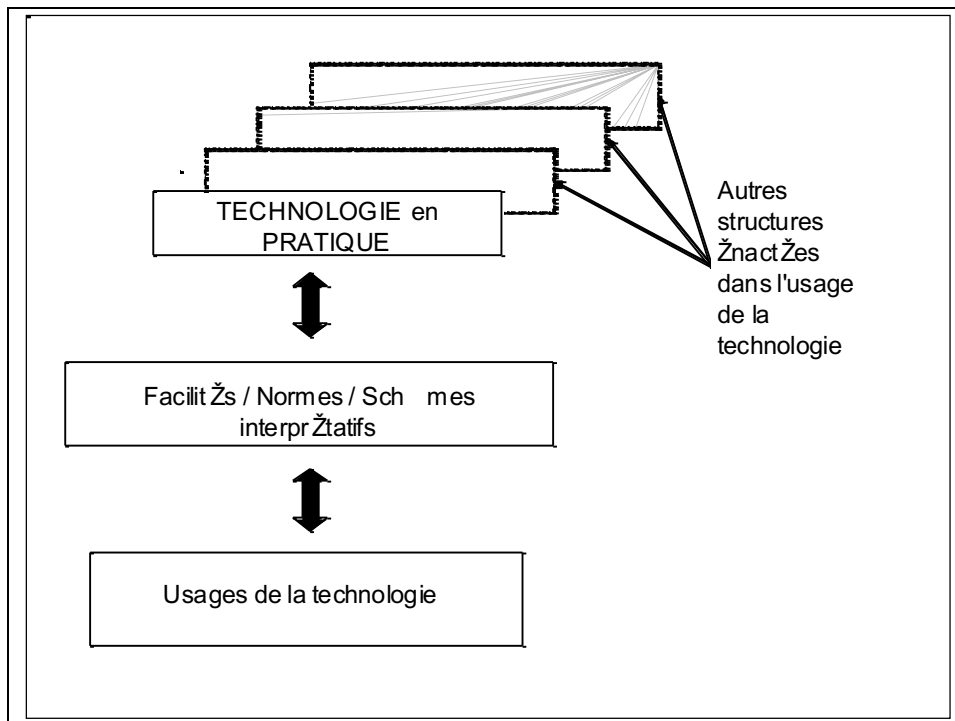 TECHNOLOGIE en
PRATIQUE
Autres
structures
ŽnactŽes
dans l'usage
de la
technologie
Facilit Žs / Normes / Sch mes
interpr Žtatifs
Usages de la technologie